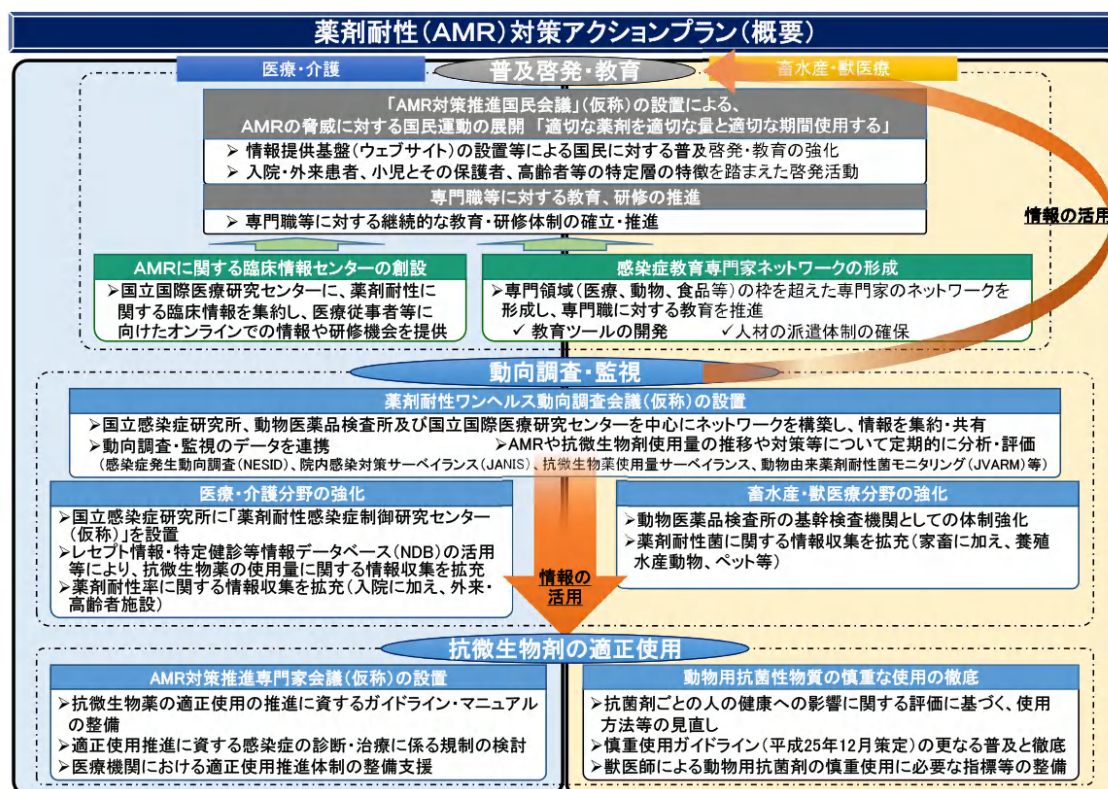 薬剤耐性(AMR)対策アクションプラン(概要)
医療・介護
普及啓発・教育
畜水産・獣医療
「AMR対策推進国民会議」(仮称)の設置による、
AMRの脅威に対する国民運動の展開 「適切な薬剤を適切な量と適切な期間使用する」
➢ 情報提供基盤(ウェブサイト)の設置等による国民に対する普及啓発・教育の強化
➢ 入院・外来患者、小児とその保護者、高齢者等の特定層の特徴を踏まえた啓発活動
専門職等に対する教育、研修の推進
➢ 専門職等に対する継続的な教育・研修体制の確立・推進
情報の活用
AMRに関する臨床情報センターの創設
➢国立国際医療研究センターに、薬剤耐性に
関する臨床情報を集約し、医療従事者等に
向けたオンラインでの情報や研修機会を提供
感染症教育専門家ネットワークの形成
➢専門領域(医療、動物、食品等)の枠を超えた専門家のネットワークを
形成し、専門職に対する教育を推進
✓ 教育ツールの開発 ✓人材の派遣体制の確保
動向調査・監視
薬剤耐性ワンヘルス動向調査会議(仮称)の設置
➢国立感染症研究所、動物医薬品検査所及び国立国際医療研究センターを中心にネットワークを構築し、情報を集約・共有
➢動向調査・監視のデータを連携 ➢AMRや抗微生物剤使用量の推移や対策等について定期的に分析・評価
(感染症発生動向調査(NESID)、院内感染対策サーベイランス(JANIS)、抗微生物薬使用量サーベイランス、動物由来薬剤耐性菌モニタリング(JVARM)等)
医療・介護分野の強化
➢国立感染症研究所に「薬剤耐性感染症制御研究センター
(仮称)」を設置
➢レセプト情報・特定健診等情報データベース(NDB)の活用
等により、抗微生物薬の使用量に関する情報収集を拡充
➢薬剤耐性率に関する情報収集を拡充(入院に加え、外来・
高齢者施設)
情報の
活用
畜水産・獣医療分野の強化
➢動物医薬品検査所の基幹検査機関としての体制強化
➢薬剤耐性菌に関する情報収集を拡充(家畜に加え、養殖
水産動物、ペット等)
抗微生物剤の適正使用
AMR対策推進専門家会議(仮称)の設置
➢抗微生物薬の適正使用の推進に資するガイドライン・マニュアル
の整備
➢適正使用推進に資する感染症の診断・治療に係る規制の検討
➢医療機関における適正使用推進体制の整備支援
動物用抗菌性物質の慎重な使用の徹底
➢抗菌剤ごとの人の健康への影響に関する評価に基づく、使用
方法等の見直し
➢慎重使用ガイドライン(平成25年12月策定)の更なる普及と徹底
➢獣医師による動物用抗菌剤の慎重使用に必要な指標等の整備